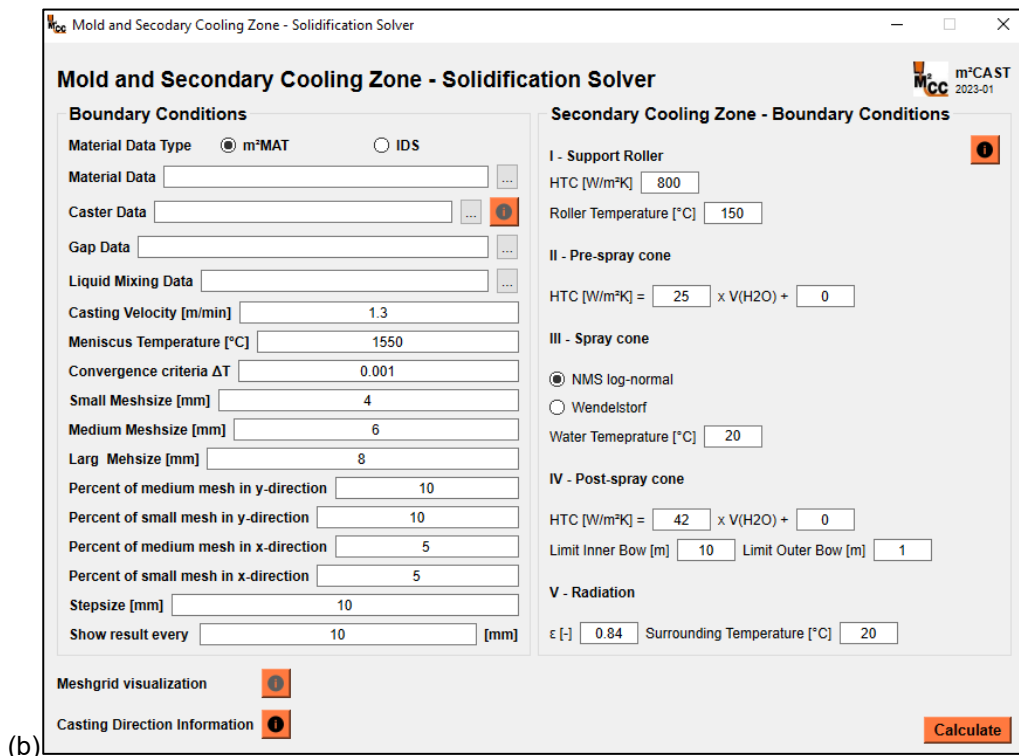 M²CC Mold and Secodary Cooling Zone - Solidification Solver
Mold and Secondary Cooling Zone - Solidification Solver
M²CC
m²CAST
2023-01
Boundary Conditions
Material Data Type m²MAT IDS
Material Data ...
Caster Data ... i
Gap Data ...
Liquid Mixing Data ...
Casting Velocity [m/min] 1.3
Meniscus Temperature [°C] 1550
Convergence criteria ΔT 0.001
Small Meshsize [mm] 4
Medium Meshsize [mm] 6
Larg Mehsize [mm] 8
Percent of medium mesh in y-direction 10
Percent of small mesh in y-direction 10
Percent of medium mesh in x-direction 5
Percent of small mesh in x-direction 5
Stepsize [mm] 10
Show result every 10 [mm]
Secondary Cooling Zone - Boundary Conditions
i
I - Support Roller
HTC [W/m²K] 800
Roller Temperature [°C] 150
II - Pre-spray cone
HTC [W/m²K] = 25 x V(H2O) + 0
III - Spray cone
NMS log-normal
Wendelstorf
Water Temeprature [°C] 20
IV - Post-spray cone
HTC [W/m²K] = 42 x V(H2O) + 0
Limit Inner Bow [m] 10 Limit Outer Bow [m] 1
V - Radiation
ε [-] 0.84 Surrounding Temperature [°C] 20
Meshgrid visualization i
Casting Direction Information i
Calculate
(b)